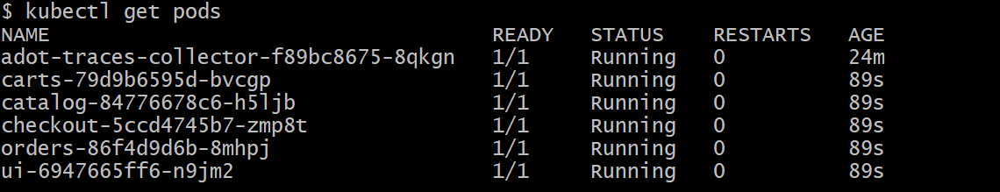 $ kubectl get pods
NAME READY STATUS RESTARTS AGE
adot-traces-collector-f89bc8675-8qkgn 1/1 Running 0 24m
carts-79d9b6595d-bvcgp 1/1 Running 0 89s
catalog-84776678c6-h5ljb 1/1 Running 0 89s
checkout-5ccd4745b7-zmp8t 1/1 Running 0 89s
orders-86f4d9d6b-8mhpj 1/1 Running 0 89s
ui-6947665ff6-n9jm2 1/1 Running 0 89s